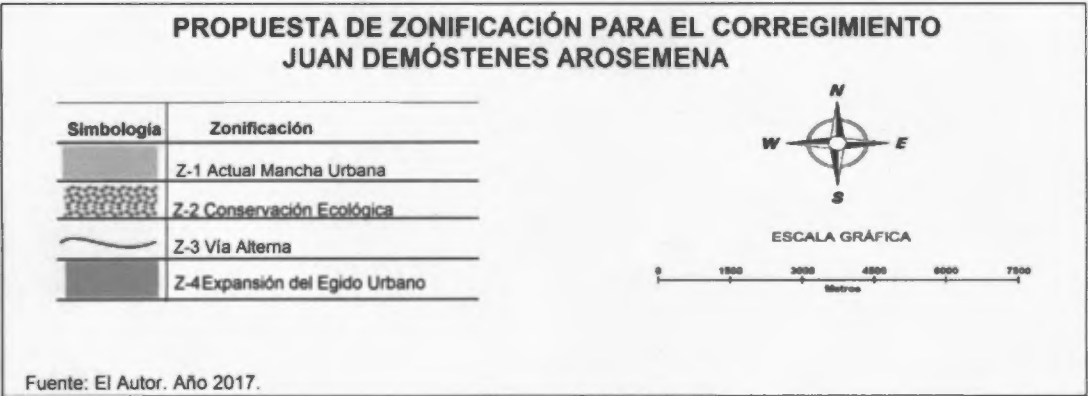 PROPUESTA DE ZONIFICACIÓN PARA EL CORREGIMIENTO
JUAN DEMÓSTENES AROSEMENA
Simbología Zonificación
Z-1 Actual Mancha Urbana
Z-2 Conservación Ecológica
Z-3 Vía Alterna
Z-4 Expansión del Egido Urbano
N
W E
S
ESCALA GRÁFICA
0 1500 3000 4500 6000 7500
Metros
Fuente: El Autor. Año 2017.